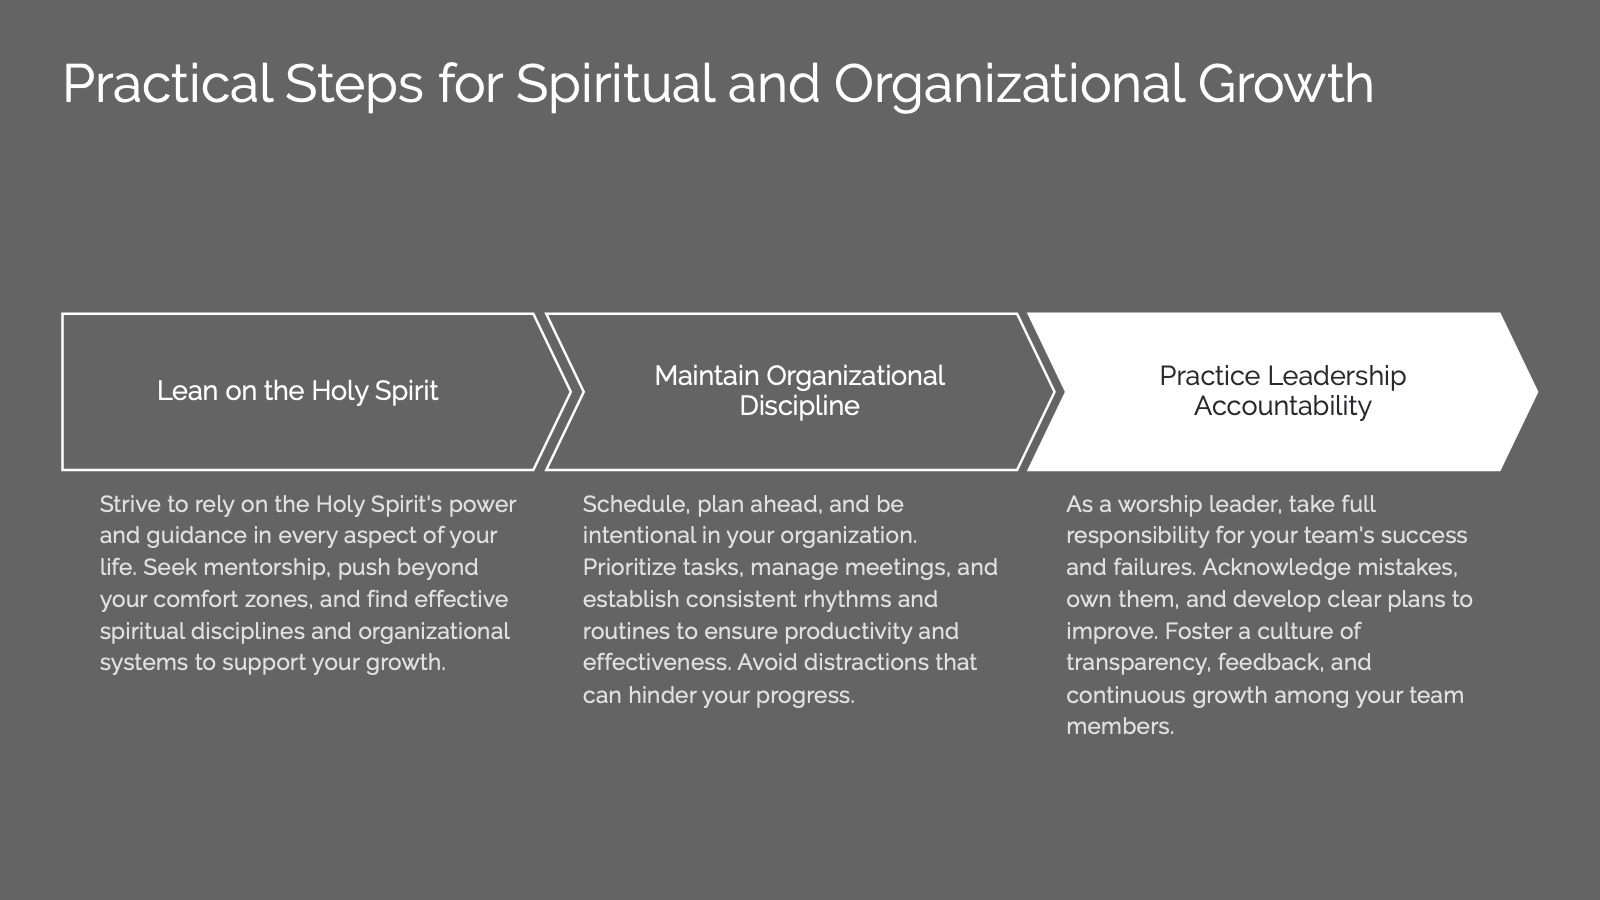 Practical Steps for Spiritual and Organizational Growth
Lean on the Holy Spirit
Strive to rely on the Holy Spirit's power
and guidance in every aspect of your
life. Seek mentorship, push beyond
your comfort zones, and find effective
spiritual disciplines and organizational
systems to support your growth.
Maintain Organizational
Discipline
Schedule, plan ahead, and be
intentional in your organization.
Prioritize tasks, manage meetings, and
establish consistent rhythms and
routines to ensure productivity and
effectiveness. Avoid distractions that
can hinder your progress.
Practice Leadership
Accountability
As a worship leader, take full
responsibility for your team's success
and failures. Acknowledge mistakes,
own them, and develop clear plans to
improve. Foster a culture of
transparency, feedback, and
continuous growth among your team
members.